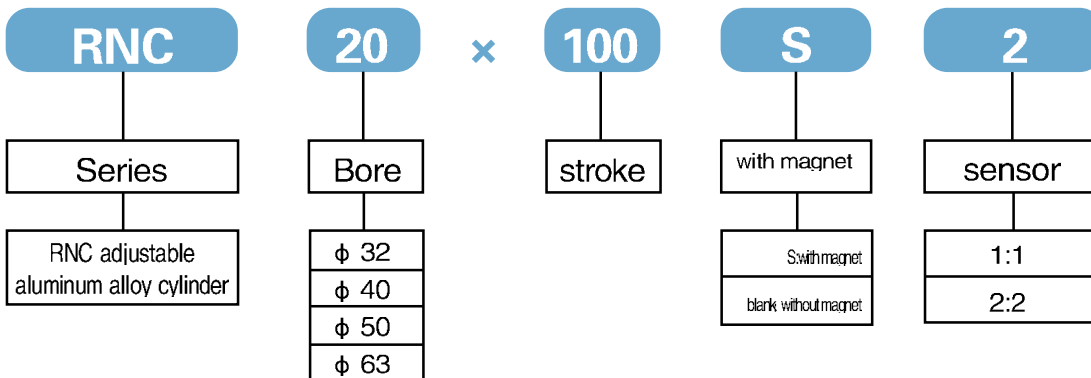 RNC 20 × 100 S 2
Series Bore stroke with magnet sensor
RNC adjustable
aluminum alloy cylinder
ϕ 32
ϕ 40
ϕ 50
ϕ 63
S:with magnet
blank: without magnet
1:1
2:2